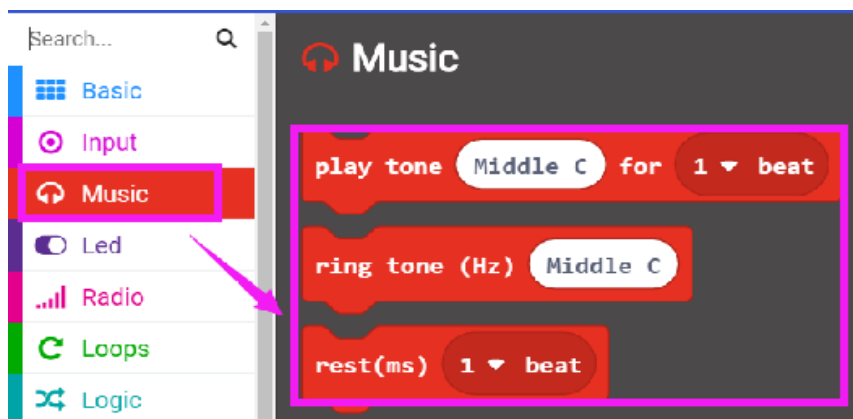 Search...
Basic
Input
Music
Led
Radio
Loops
Logic
Music
play tone Middle C for 1 beat
ring tone (Hz) Middle C
rest(ms) 1 beat